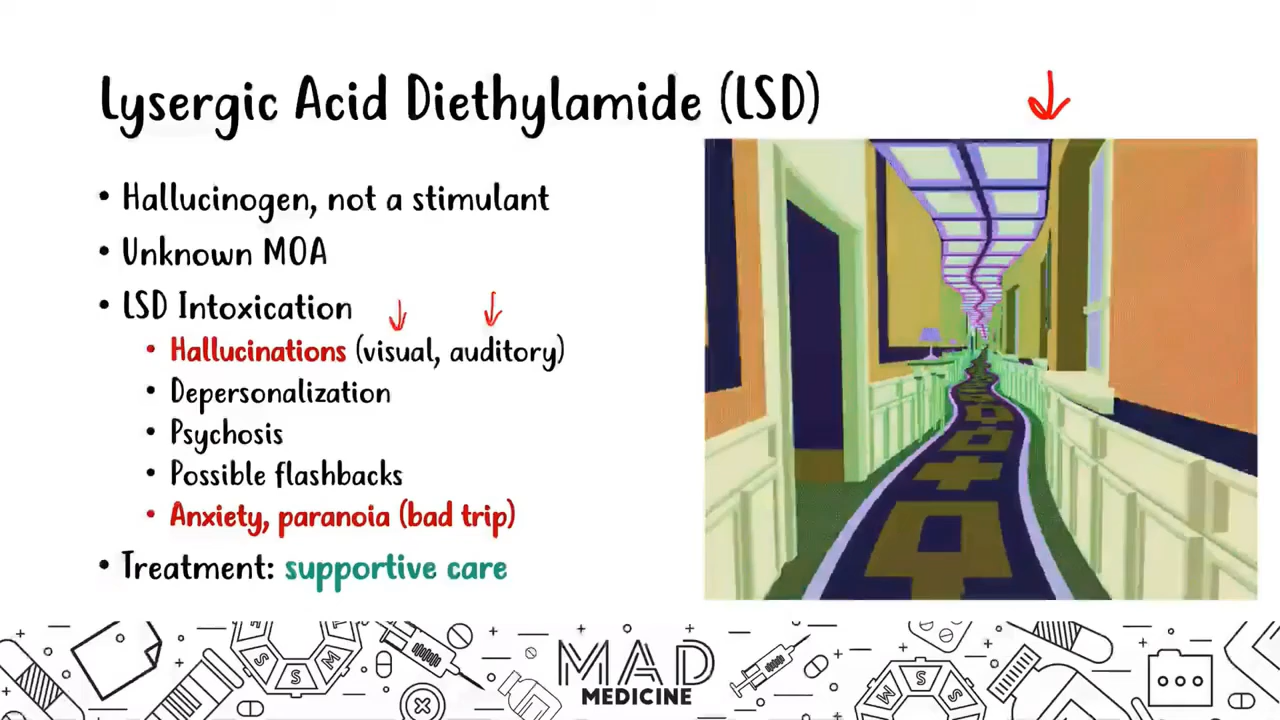 Lysergic Acid Diethylamide (LSD)
• Hallucinogen, not a stimulant
• Unknown MOA
• LSD Intoxication
• Hallucinations (visual, auditory)
• Depersonalization
• Psychosis
• Possible flashbacks
• Anxiety, paranoia (bad trip)
• Treatment: supportive care
S S M
MAD
MEDICINE
M S S